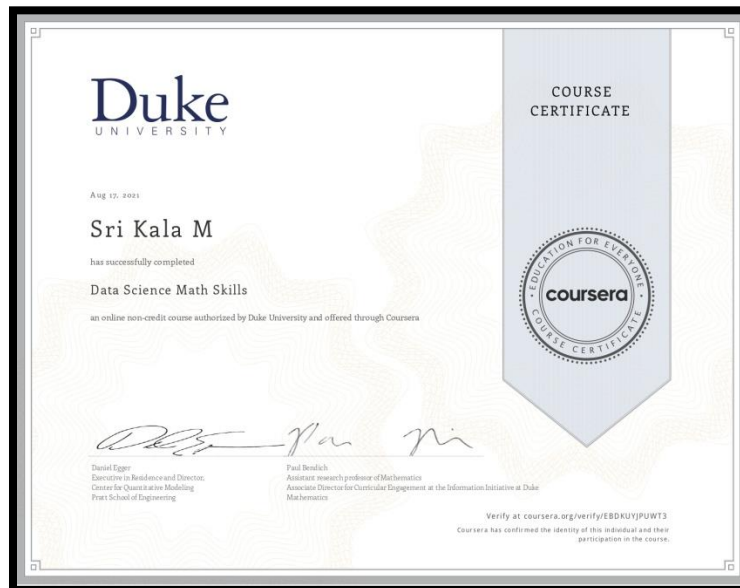 Duke
UNIVERSITY
COURSE
CERTIFICATE
Aug 17, 2021
Sri Kala M
has successfully completed
Data Science Math Skills
an online non-credit course authorized by Duke University and offered through Coursera
EDUCATION FOR EVERYONE
coursera
COURSE CERTIFICATE
Daniel Egger
Executive in Residence and Director,
Center for Quantitative Modeling
Pratt School of Engineering
Paul Bendich
Assistant research professor of Mathematics
Associate Director for Curricular Engagement at the Information Initiative at Duke
Mathematics
Verify at coursera.org/verify/EBDKUYJPUWT3
Coursera has confirmed the identity of this individual and their
participation in the course.